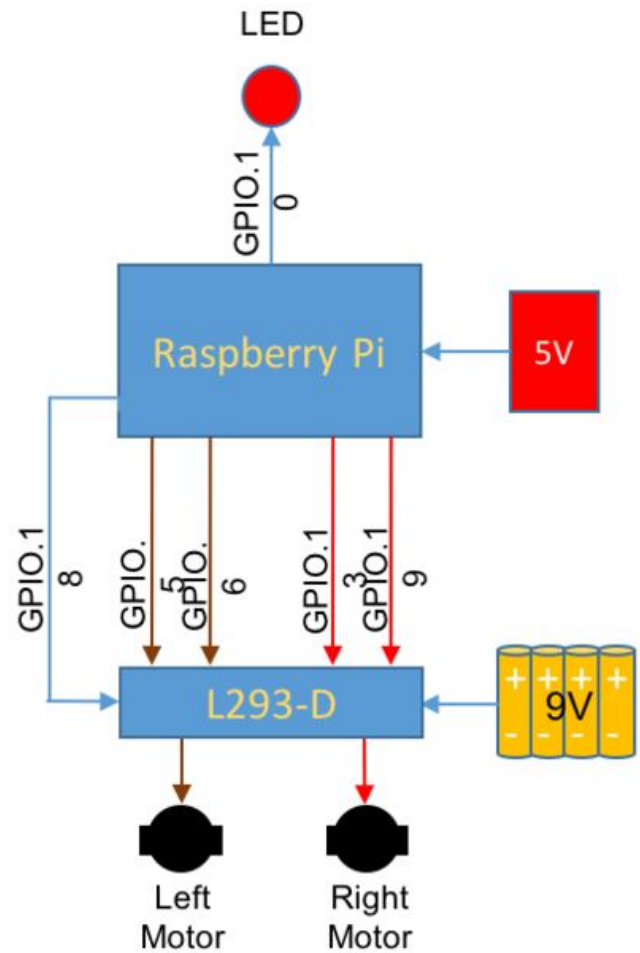 LED
GPIO.1
0
Raspberry Pi
5V
GPIO.1
8
GPIO.
5
GPIO.
6
GPIO.1
3
GPIO.1
9
L293-D
+ + + +
9V
- - - -
Left
Motor
Right
Motor